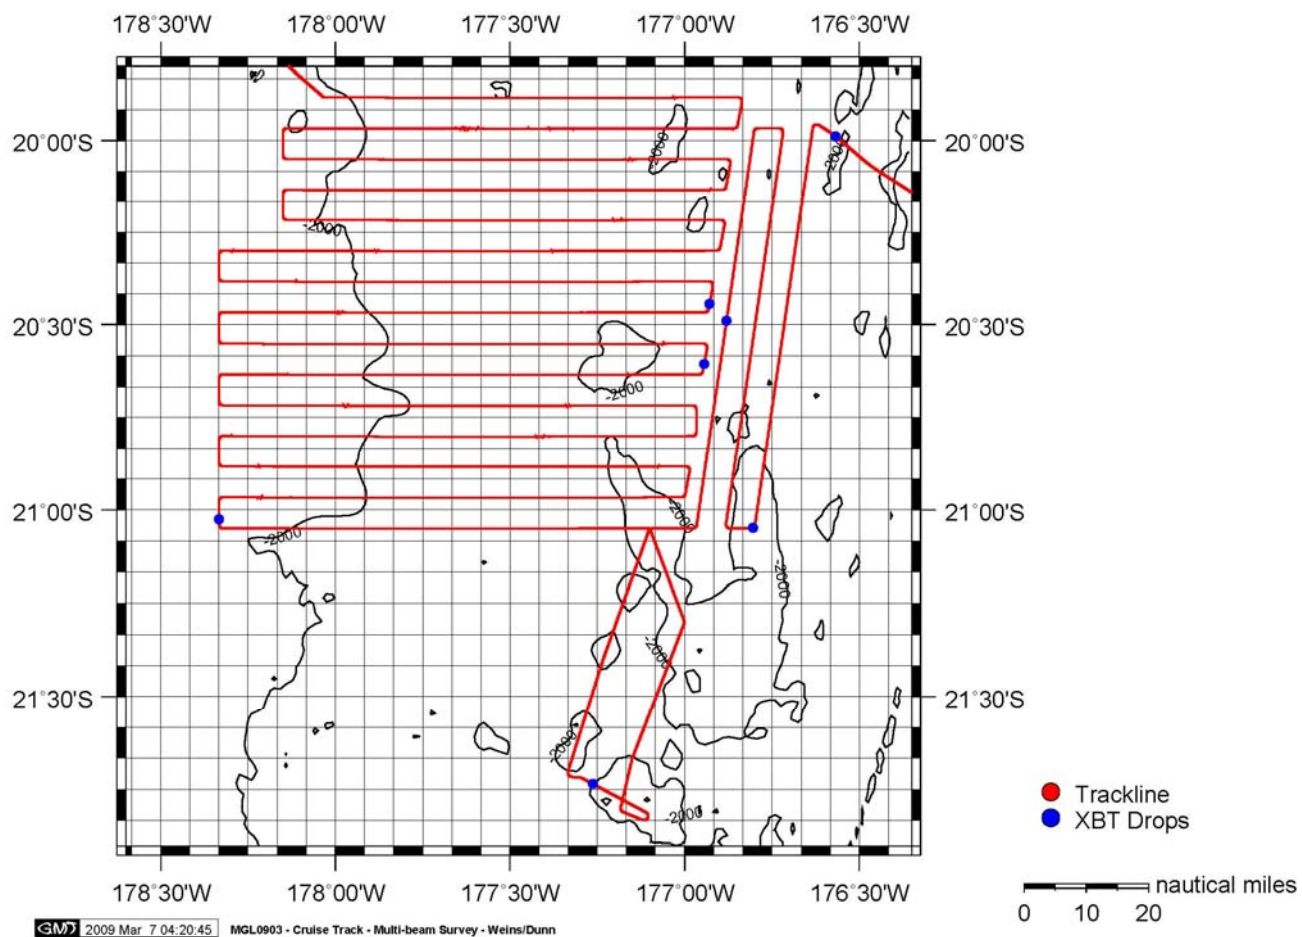 178°30'W 178°00'W 177°30'W 177°00'W 176°30'W
20°00'S 20°00'S
-2000
-2000
-2000
20°30'S 20°30'S
-2000
21°00'S 21°00'S
-2000
-2000
-2000
-2000
21°30'S 21°30'S
-2000
-2000
Trackline
XBT Drops
178°30'W 178°00'W 177°30'W 177°00'W 176°30'W
nautical miles
0 10 20
GMT 2009 Mar 7 04:20:45 MGL0903 - Cruise Track - Multi-beam Survey - Weins/Dunn